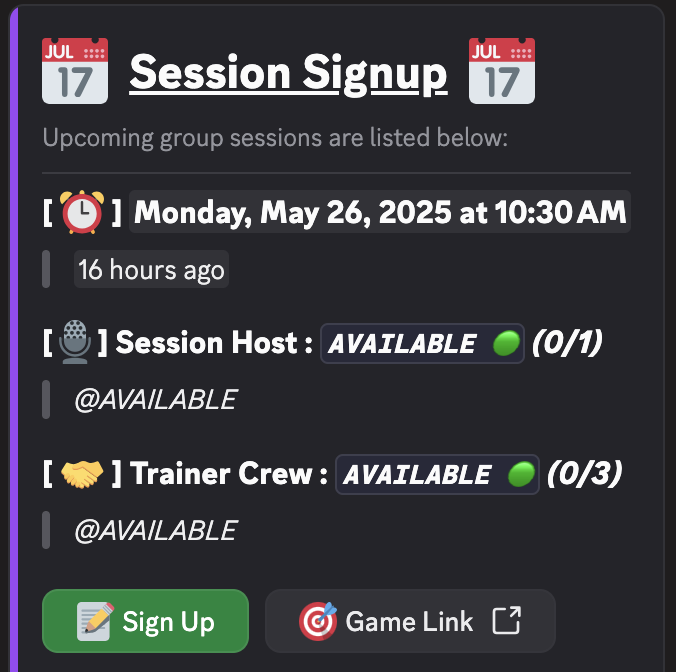 JUL 17 Session Signup JUL 17
Upcoming group sessions are listed below:
[ ⏰ ] Monday, May 26, 2025 at 10:30 AM
16 hours ago
[ 🎙️ ] Session Host : AVAILABLE 🟢 (0/1)
@AVAILABLE
[ 🤝 ] Trainer Crew : AVAILABLE 🟢 (0/3)
@AVAILABLE
📝 Sign Up 🎯 Game Link